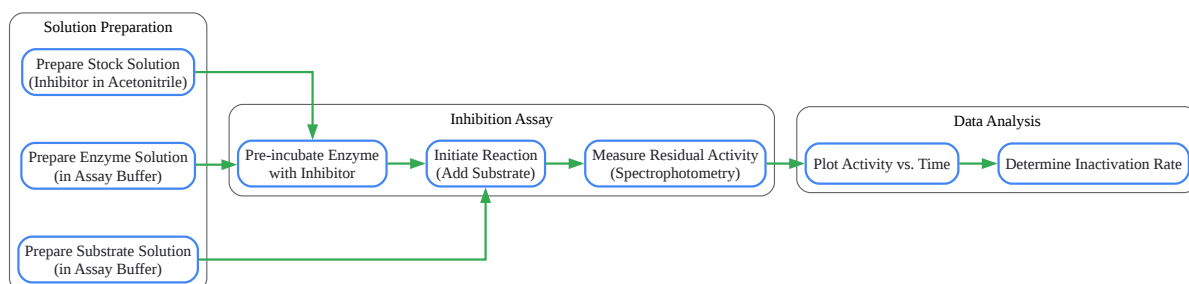 Solution Preparation
Prepare Stock Solution
(Inhibitor in Acetonitrile)
Prepare Enzyme Solution
(in Assay Buffer)
Prepare Substrate Solution
(in Assay Buffer)
Inhibition Assay
Pre-incubate Enzyme
with Inhibitor
Initiate Reaction
(Add Substrate)
Measure Residual Activity
(Spectrophotometry)
Data Analysis
Plot Activity vs. Time
Determine Inactivation Rate